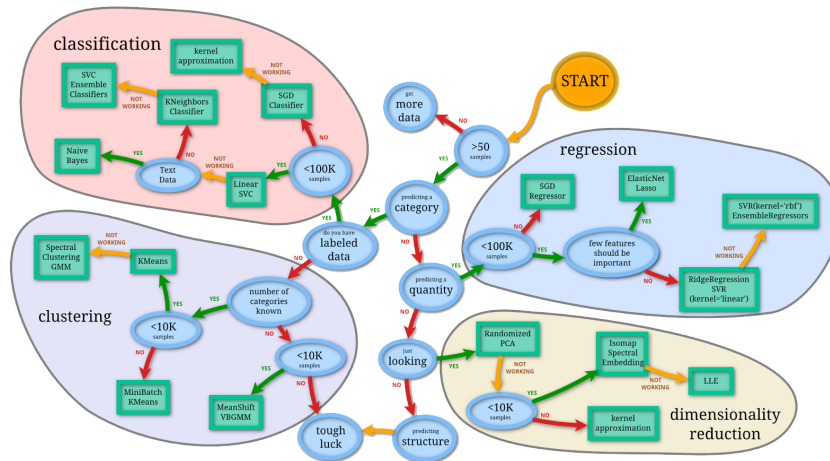 classification
kernel
approximation
NOT
WORKING
SVC
Ensemble
Classifiers
NOT
WORKING
KNeighbors
Classifier
SGD
Classifier
NO
NO
Naive
Bayes
YES
Text
Data
NOT
WORKING
Linear
SVC
YES
<100K
samples
YES
START
get
more
data
NO
>50
samples
YES
predicting a
category
YES
NO
do you have
labeled
data
NO
predicting a
quantity
YES
NO
just
looking
YES
NO
predicting
structure
tough
luck
regression
SGD
Regressor
NO
<100K
samples
YES
ElasticNet
Lasso
YES
few features
should be
important
NO
SVR(kernel='rbf')
EnsembleRegressors
NOT
WORKING
RidgeRegression
SVR
(kernel='linear')
clustering
Spectral
Clustering
GMM
NOT
WORKING
KMeans
YES
<10K
samples
NO
MiniBatch
KMeans
YES
number of
categories
known
NO
<10K
samples
YES
NO
MeanShift
VBGMM
Randomized
PCA
NOT
WORKING
<10K
samples
YES
NO
Isomap
Spectral
Embedding
NOT
WORKING
LLE
kernel
approximation
dimensionality
reduction